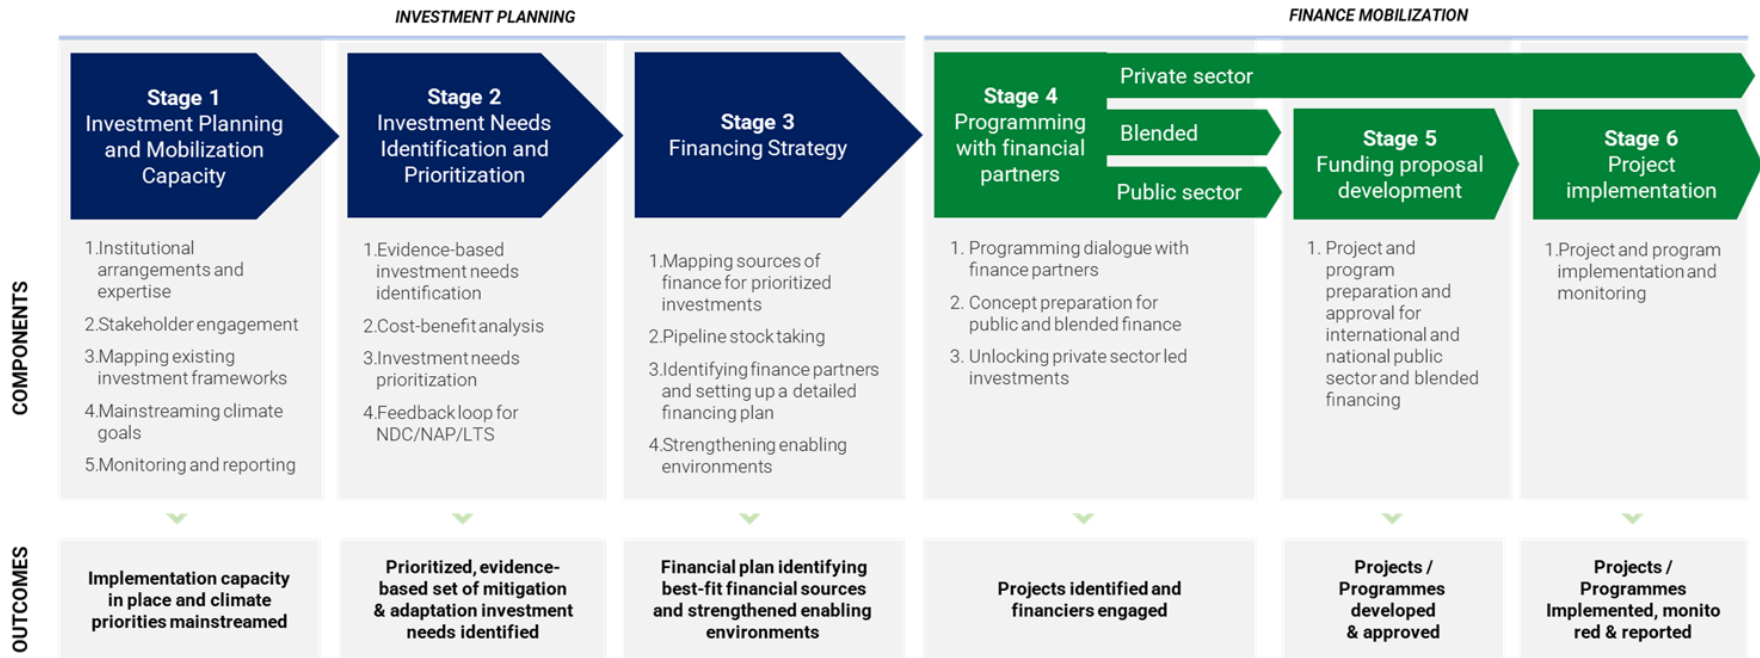 INVESTMENT PLANNING
FINANCE MOBILIZATION
Stage 1
Investment Planning
and Mobilization
Capacity
Stage 2
Investment Needs
Identification and
Prioritization
Stage 3
Financing Strategy
Stage 4
Programming
with financial
partners
Private sector
Blended
Public sector
Stage 5
Funding proposal
development
Stage 6
Project
implementation
COMPONENTS
1.Institutional
arrangements and
expertise
2.Stakeholder engagement
3.Mapping existing
investment frameworks
4.Mainstreaming climate
goals
5.Monitoring and reporting
1.Evidence-based
investment needs
identification
2.Cost-benefit analysis
3.Investment needs
prioritization
4.Feedback loop for
NDC/NAP/LTS
1.Mapping sources of
finance for prioritized
investments
2.Pipeline stock taking
3.Identifying finance partners
and setting up a detailed
financing plan
4.Strengthening enabling
environments
1. Programming dialogue with
finance partners
2. Concept preparation for
public and blended finance
3. Unlocking private sector led
investments
1. Project and
program
preparation and
approval for
international and
national public
sector and blended
financing
1.Project and program
implementation and
monitoring
OUTCOMES
Implementation capacity
in place and climate
priorities mainstreamed
Prioritized, evidence-
based set of mitigation
& adaptation investment
needs identified
Financial plan identifying
best-fit financial sources
and strengthened enabling
environments
Projects identified and
financiers engaged
Projects /
Programmes
developed
& approved
Projects /
Programmes
Implemented, monito
red & reported